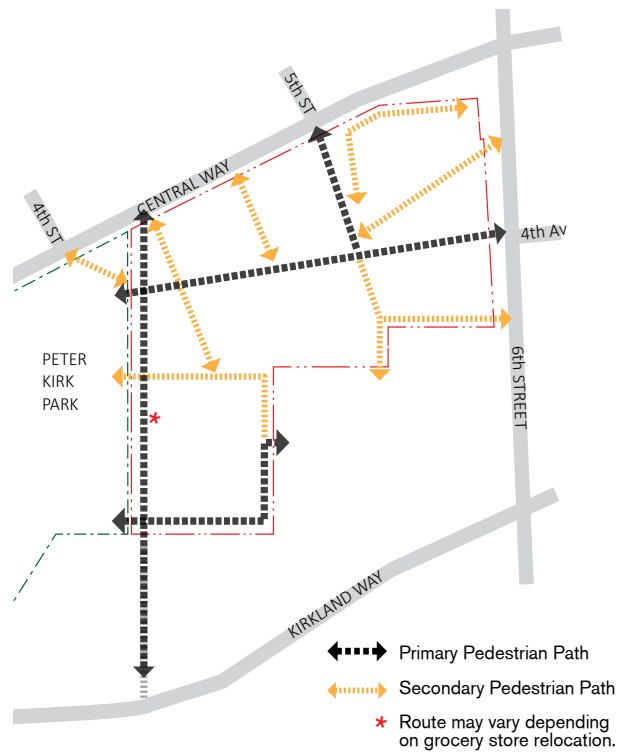 5th ST
CENTRAL WAY
4th ST
4th Av
PETER
KIRK
PARK
*
6th STREET
KIRKLAND WAY
Primary Pedestrian Path
Secondary Pedestrian Path
* Route may vary depending
on grocery store relocation.